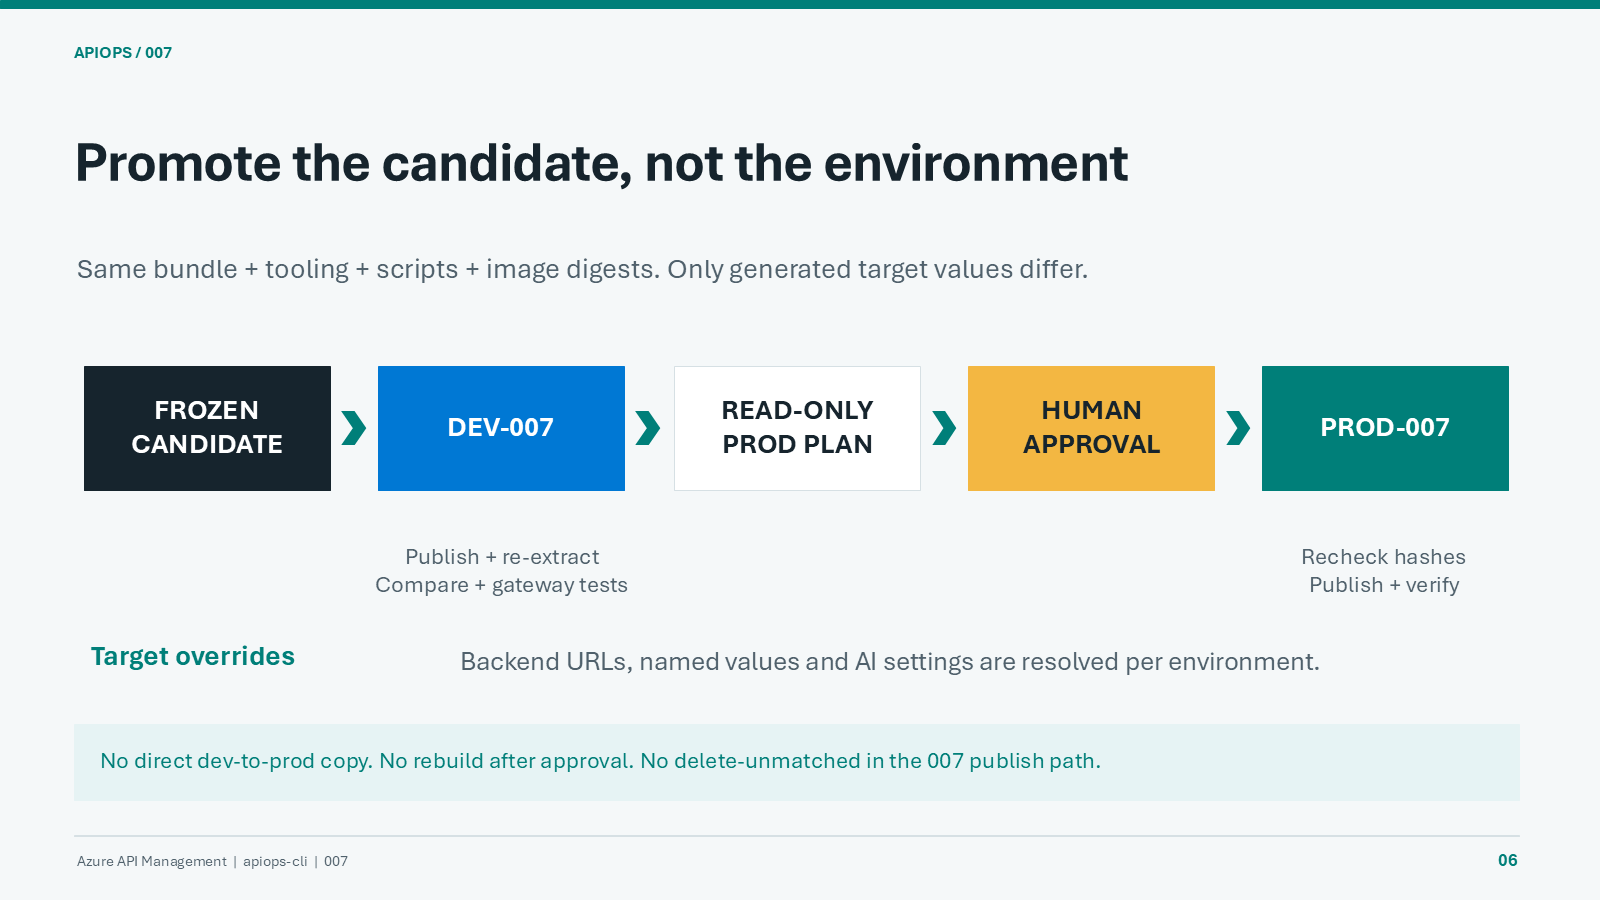 APIOPS / 007
Promote the candidate, not the environment
Same bundle + tooling + scripts + image digests. Only generated target values differ.
FROZEN
CANDIDATE
DEV-007
READ-ONLY
PROD PLAN
HUMAN
APPROVAL
PROD-007
Publish + re-extract
Compare + gateway tests
Recheck hashes
Publish + verify
Target overrides
Backend URLs, named values and AI settings are resolved per environment.
No direct dev-to-prod copy. No rebuild after approval. No delete-unmatched in the 007 publish path.
Azure API Management | apiops-cli | 007
06